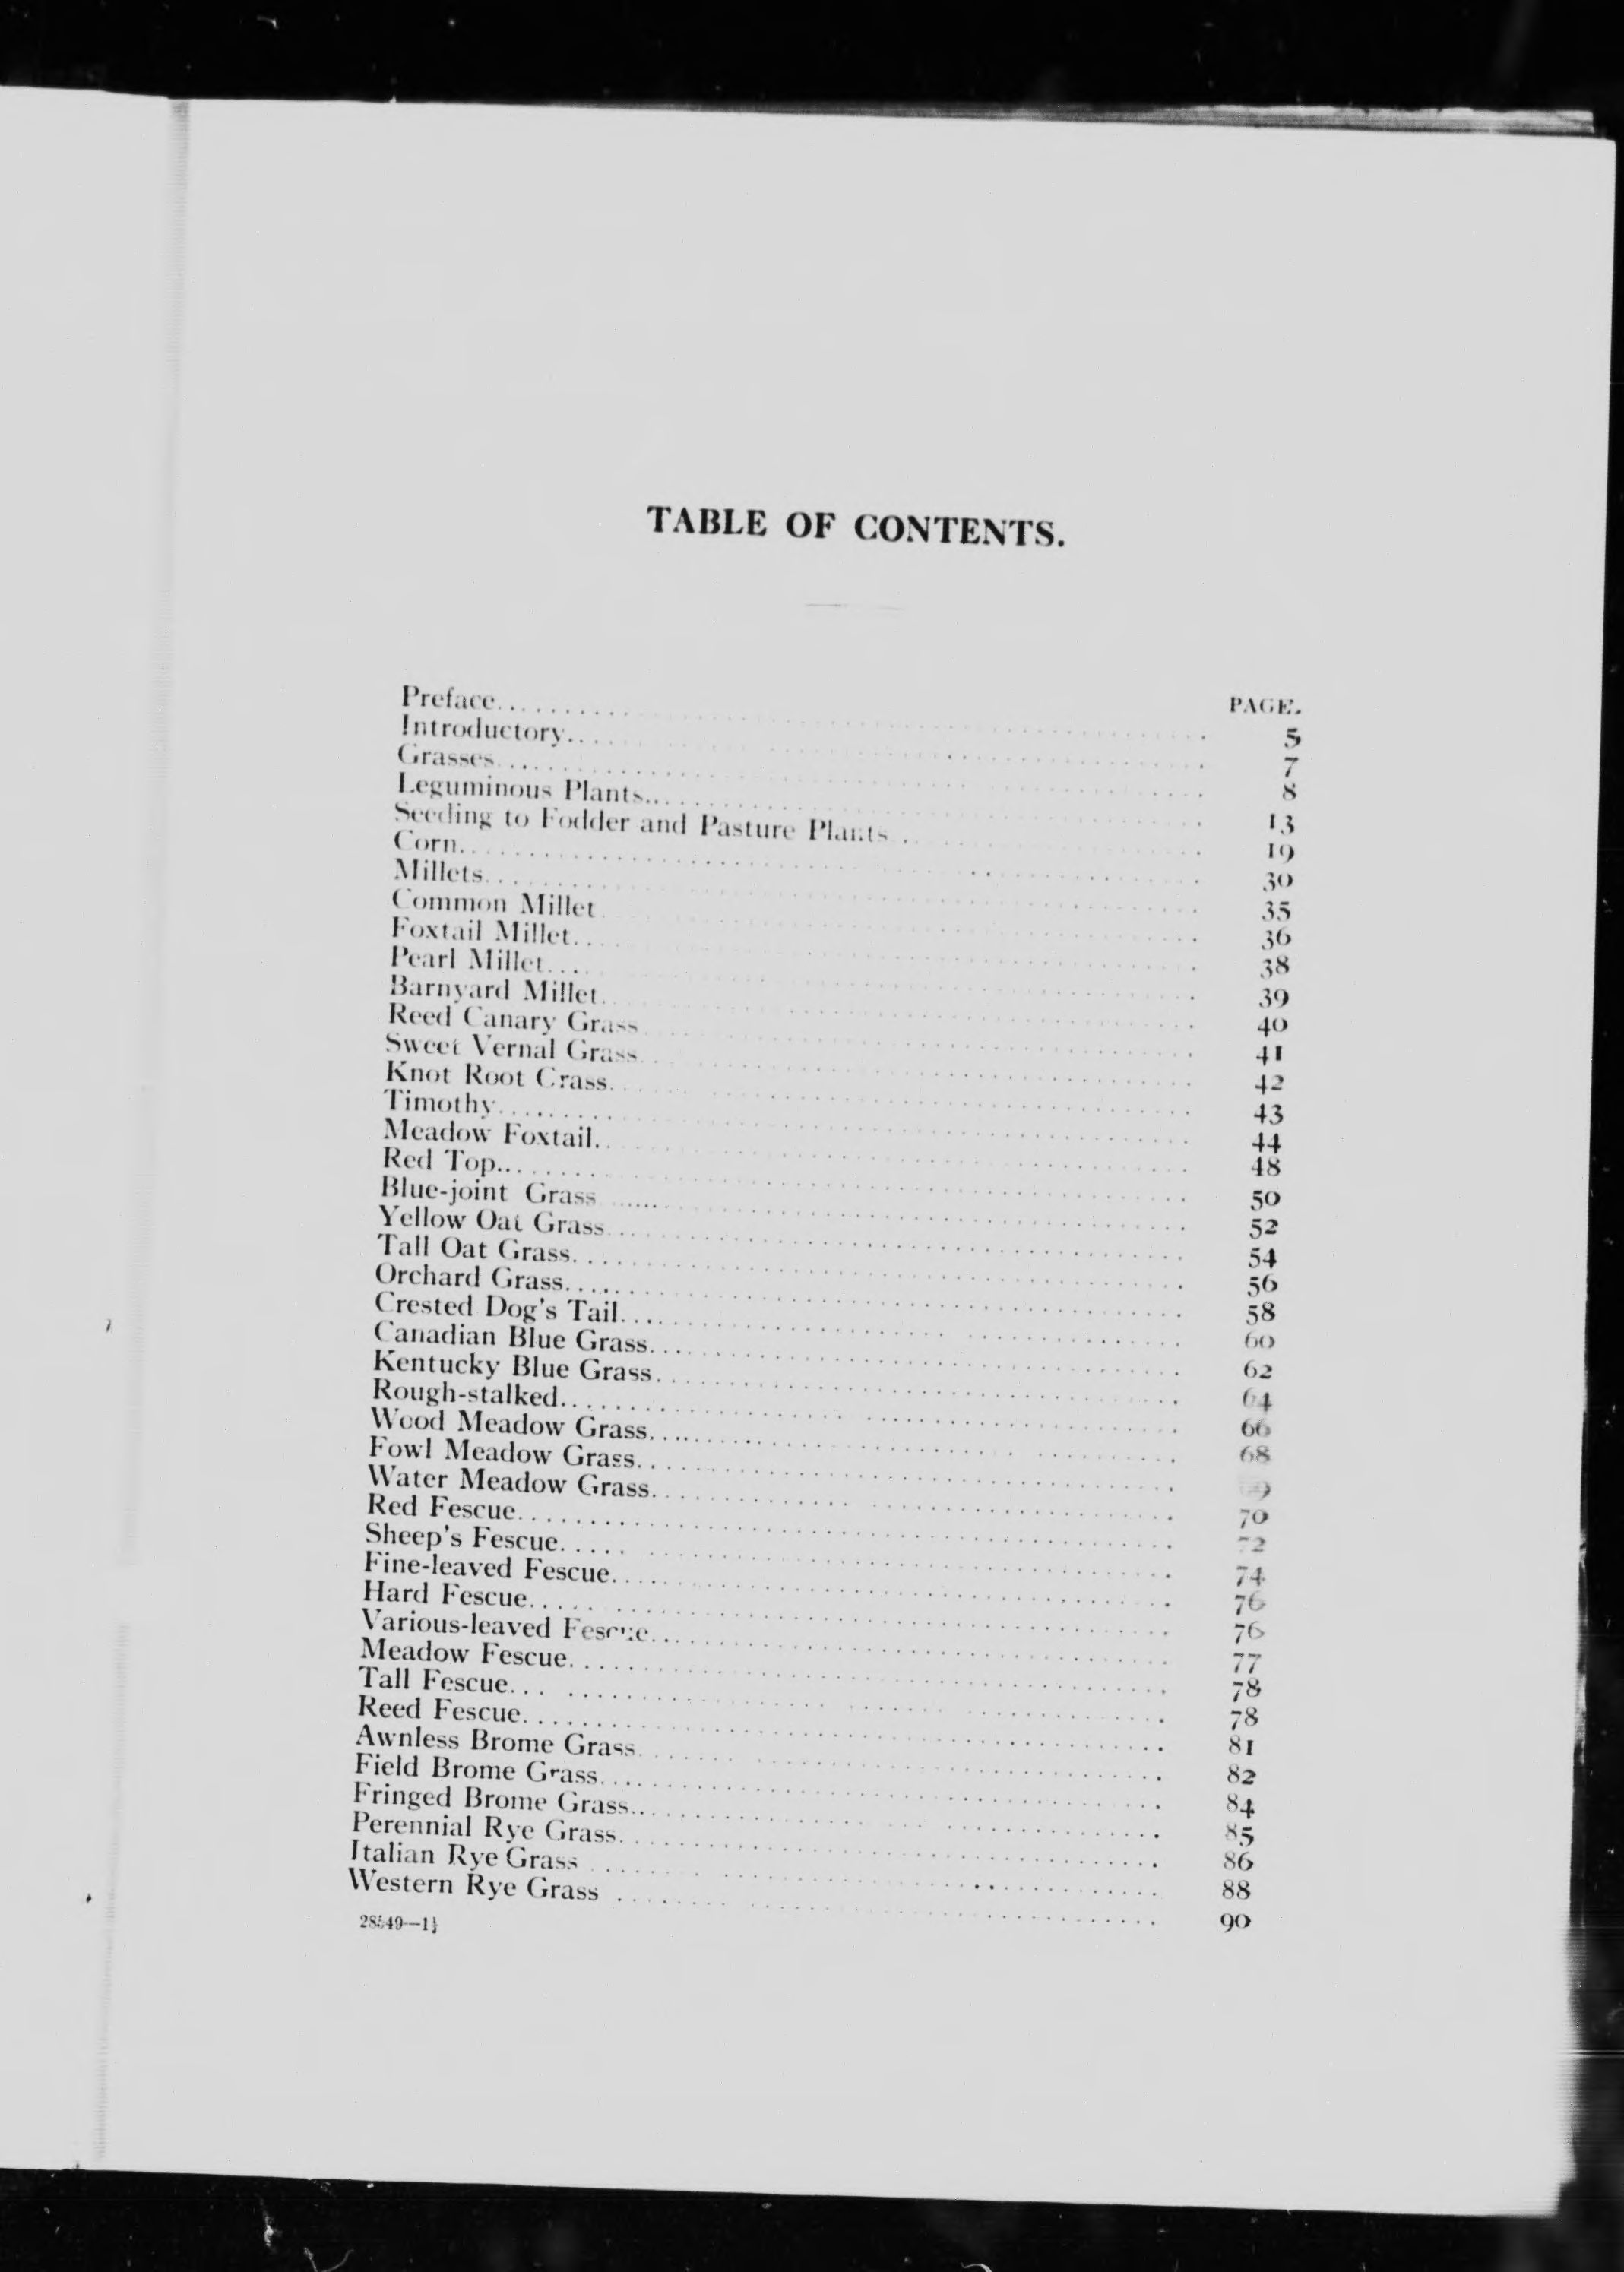 TABLE OF CONTENTS.
PAGE.
Preface 5
Introductory 7
Grasses 8
Leguminous Plants 13
Seeding to Fodder and Pasture Plants 19
Corn 30
Millets 35
Common Millet 36
Foxtail Millet 38
Pearl Millet 39
Barnyard Millet 40
Reed Canary Grass 41
Sweet Vernal Grass 42
Knot Root Grass 43
Timothy 44
Meadow Foxtail 48
Red Top 50
Blue-joint Grass 52
Yellow Oat Grass 54
Tall Oat Grass 56
Orchard Grass 58
Crested Dog's Tail 60
Canadian Blue Grass 62
Kentucky Blue Grass 64
Rough-stalked 66
Wood Meadow Grass 68
Fowl Meadow Grass 69
Water Meadow Grass 70
Red Fescue 72
Sheep's Fescue 74
Fine-leaved Fescue 76
Hard Fescue 76
Various-leaved Fescue 77
Meadow Fescue 78
Tall Fescue 78
Reed Fescue 81
Awnless Brome Grass 82
Field Brome Grass 84
Fringed Brome Grass 85
Perennial Rye Grass 86
Italian Rye Grass 88
Western Rye Grass 90
28549—1½